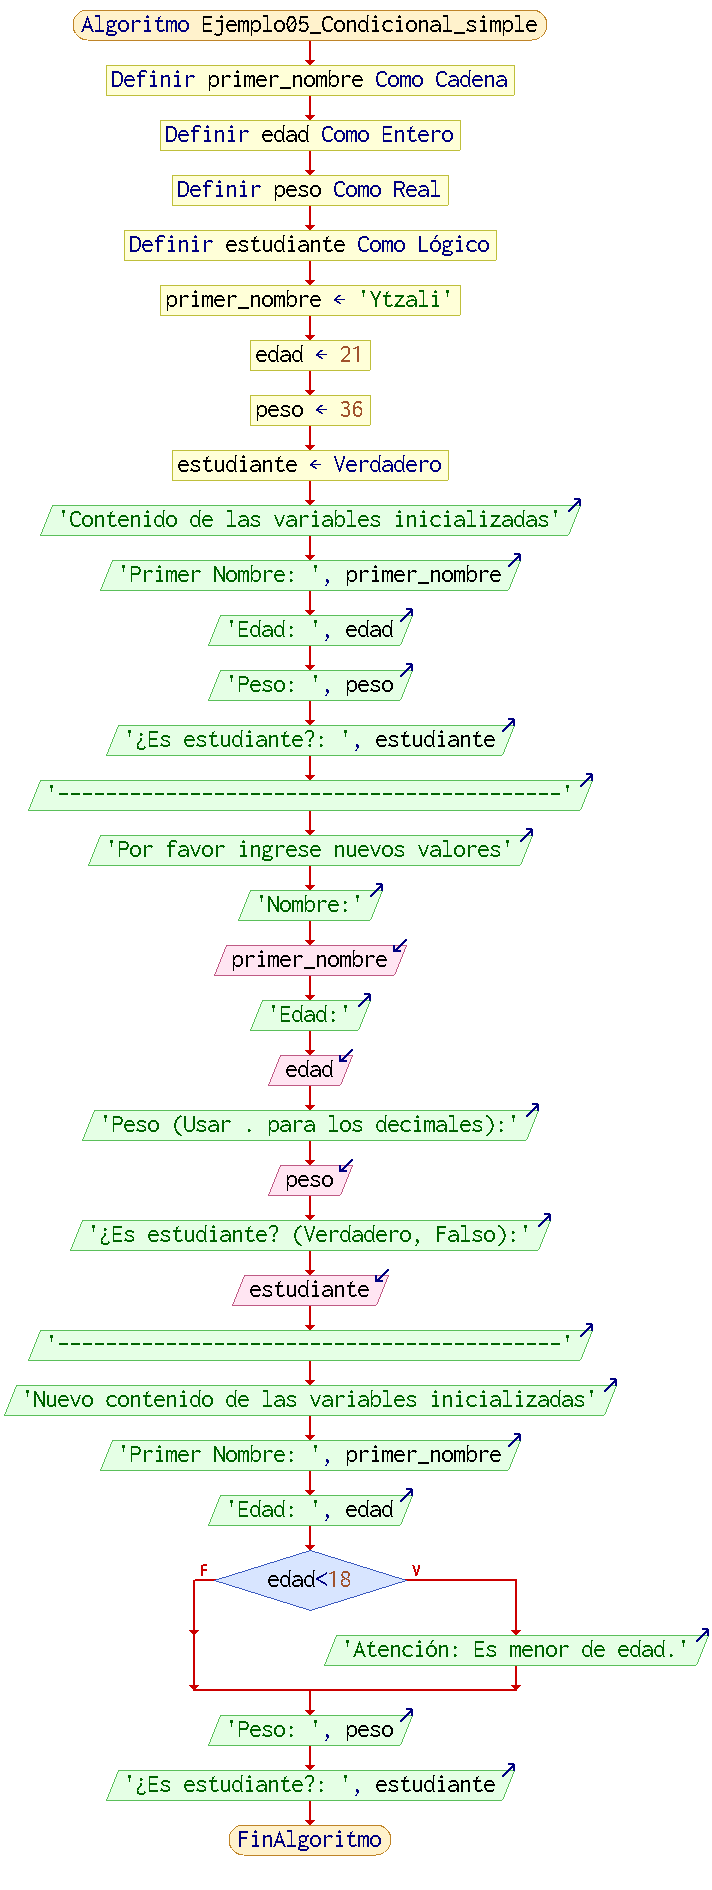 Algoritmo Ejemplo05_Condicional_simple
Definir primer_nombre Como Cadena
Definir edad Como Entero
Definir peso Como Real
Definir estudiante Como Lógico
primer_nombre ← 'Ytzali'
edad ← 21
peso ← 36
estudiante ← Verdadero
'Contenido de las variables inicializadas'
'Primer Nombre: ', primer_nombre
'Edad: ', edad
'Peso: ', peso
'¿Es estudiante?: ', estudiante
'------------------------------------------'
'Por favor ingrese nuevos valores'
'Nombre:'
primer_nombre
'Edad:'
edad
'Peso (Usar . para los decimales):'
peso
'¿Es estudiante? (Verdadero, Falso):'
estudiante
'------------------------------------------'
'Nuevo contenido de las variables inicializadas'
'Primer Nombre: ', primer_nombre
'Edad: ', edad
F
V
edad<18
'Atención: Es menor de edad.'
'Peso: ', peso
'¿Es estudiante?: ', estudiante
FinAlgoritmo